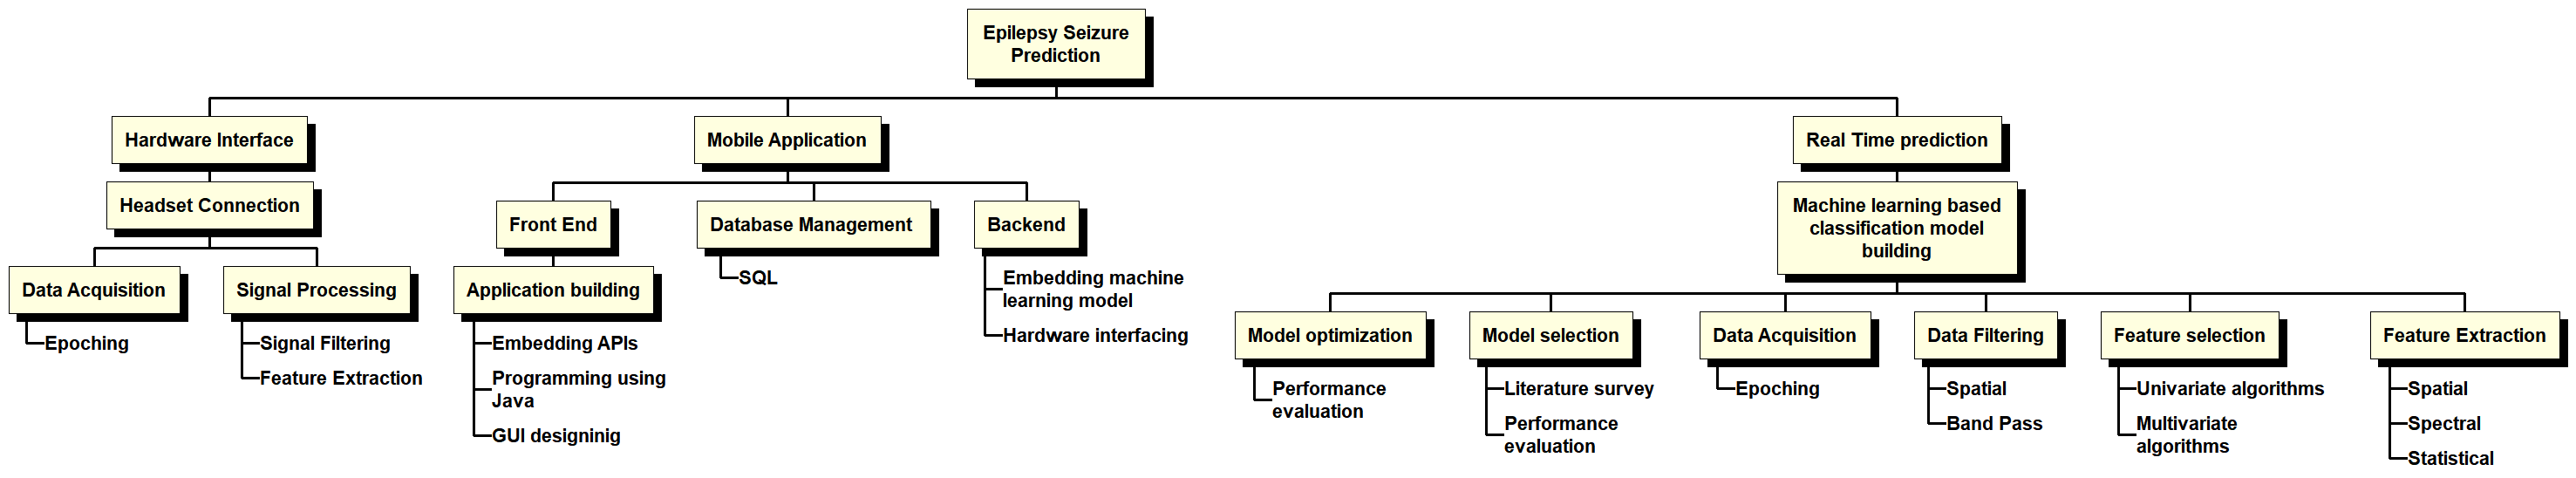 Epilepsy Seizure
Prediction
Hardware Interface
Mobile Application
Real Time prediction
Headset Connection
Front End
Database Management
Backend
Machine learning based
classification model
building
Data Acquisition
Signal Processing
Application building
SQL
Embedding machine
learning model
Hardware interfacing
Epoching
Signal Filtering
Feature Extraction
Embedding APIs
Programming using
Java
GUI designinig
Model optimization
Model selection
Data Acquisition
Data Filtering
Feature selection
Feature Extraction
Performance
evaluation
Literature survey
Performance
evaluation
Epoching
Spatial
Band Pass
Univariate algorithms
Multivariate
algorithms
Spatial
Spectral
Statistical